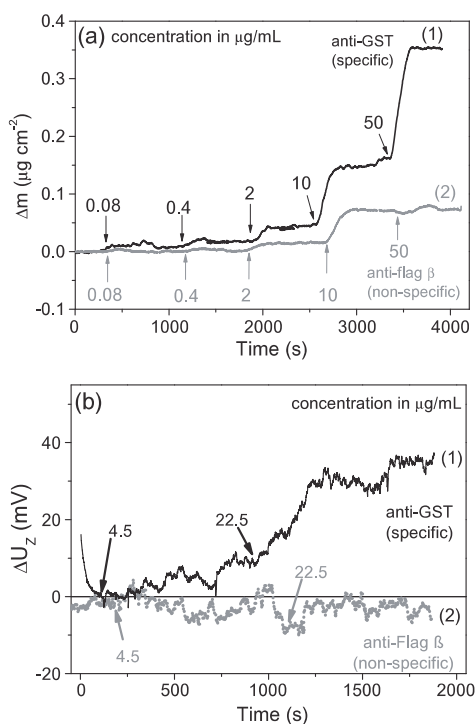 (a) concentration in μg/mL
anti-GST (1)
(specific)
0.4
0.3
0.2
0.1
0.0
-0.1
Δm (μg cm⁻²)
0.08 0.4 2 10 50
(2)
0.08 0.4 2 10 50
anti-flag β
(non-specific)
0 500 1000 1500 2000 2500 3000 3500 4000
Time (s)
(b) concentration in μg/mL
(1)
anti-GST
(specific)
40
20
0
-20
ΔU_Z (mV)
4.5 22.5
22.5
(2)
4.5
anti-Flag ß
(non-specific)
0 500 1000 1500 2000
Time (s)